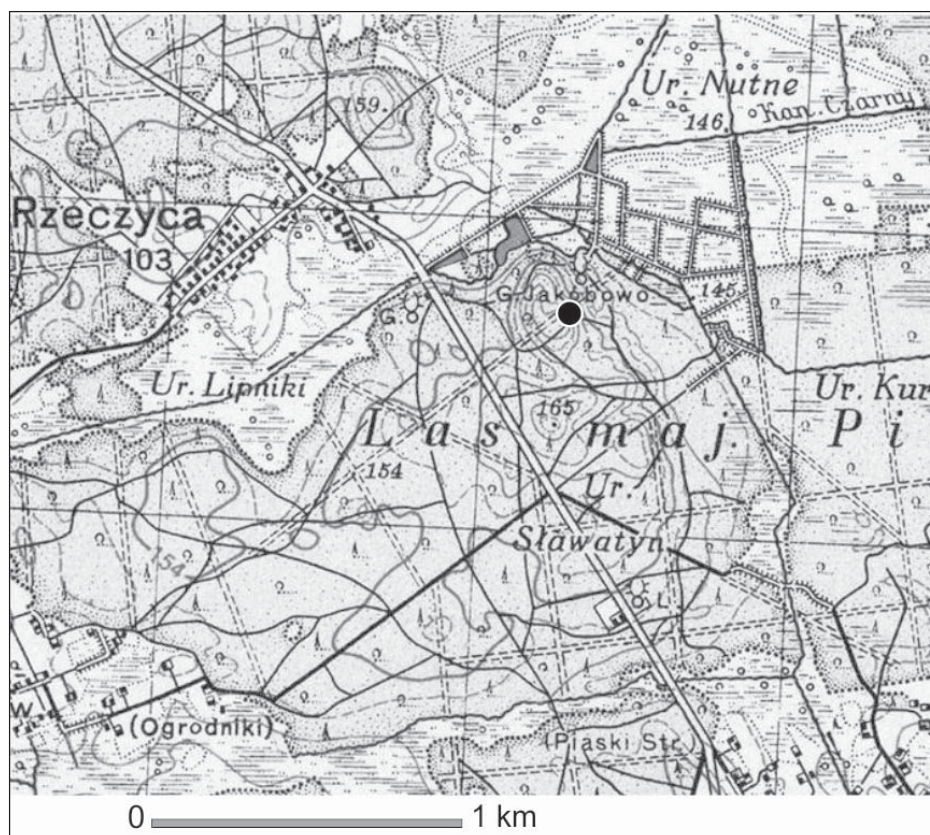 159.
Ur. Nutne
146.
Kan. Czarny
Rzeczyca
103
G. Jakobowo
145
G.
Ur. Lipniki
Ur. Kur
165
Las maj. Pi
154
Ur.
Sławatyn
154
G. L.
w
(Ogrodniki)
(Piaski Str.)
0 1 km